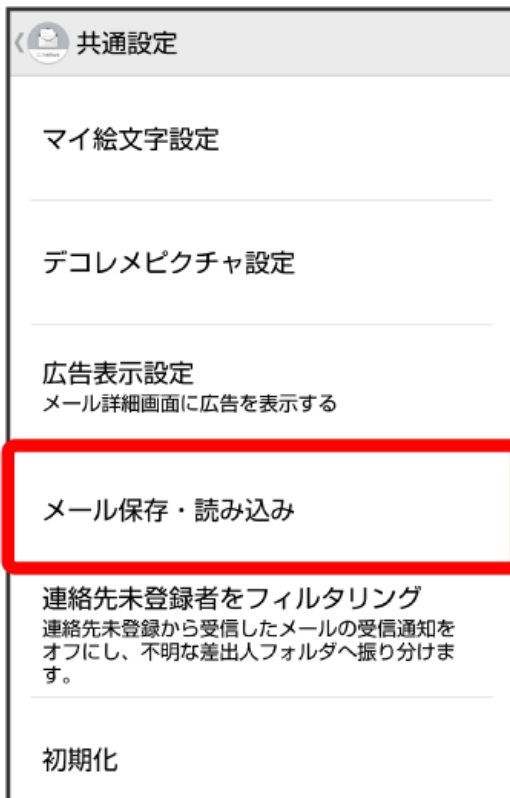 共通設定
マイ絵文字設定
デコレメピクチャ設定
広告表示設定
メール詳細画面に広告を表示する
メール保存・読み込み
連絡先未登録者をフィルタリング
連絡先未登録から受信したメールの受信通知を
オフにし、不明な差出人フォルダへ振り分けま
す。
初期化